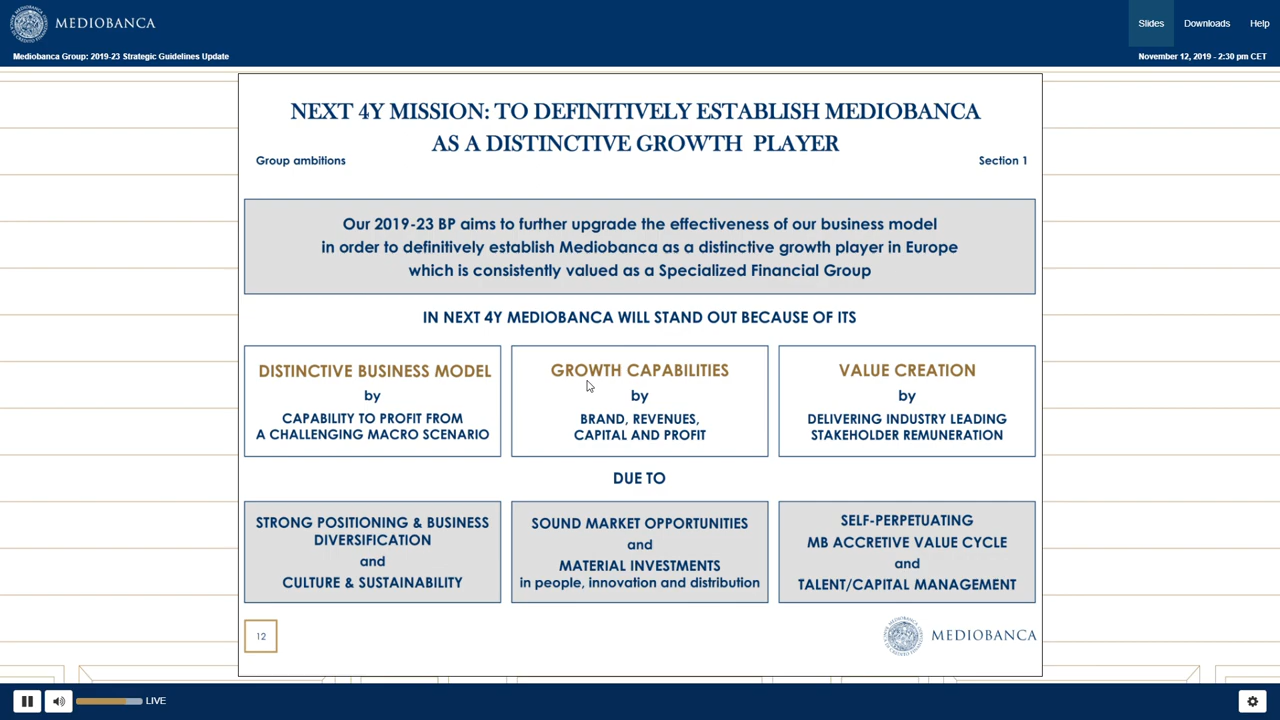 MEDIOBANCA
Slides Downloads Help
Mediobanca Group: 2019-23 Strategic Guidelines Update
November 12, 2019 - 2:30 pm CET
NEXT 4Y MISSION: TO DEFINITIVELY ESTABLISH MEDIOBANCA
AS A DISTINCTIVE GROWTH PLAYER
Group ambitions
Section 1
Our 2019-23 BP aims to further upgrade the effectiveness of our business model
in order to definitively establish Mediobanca as a distinctive growth player in Europe
which is consistently valued as a Specialized Financial Group
IN NEXT 4Y MEDIOBANCA WILL STAND OUT BECAUSE OF ITS
DISTINCTIVE BUSINESS MODEL
by
CAPABILITY TO PROFIT FROM
A CHALLENGING MACRO SCENARIO
GROWTH CAPABILITIES
by
BRAND, REVENUES,
CAPITAL AND PROFIT
VALUE CREATION
by
DELIVERING INDUSTRY LEADING
STAKEHOLDER REMUNERATION
DUE TO
STRONG POSITIONING & BUSINESS
DIVERSIFICATION
and
CULTURE & SUSTAINABILITY
SOUND MARKET OPPORTUNITIES
and
MATERIAL INVESTMENTS
in people, innovation and distribution
SELF-PERPETUATING
MB ACCRETIVE VALUE CYCLE
and
TALENT/CAPITAL MANAGEMENT
12
MEDIOBANCA
LIVE